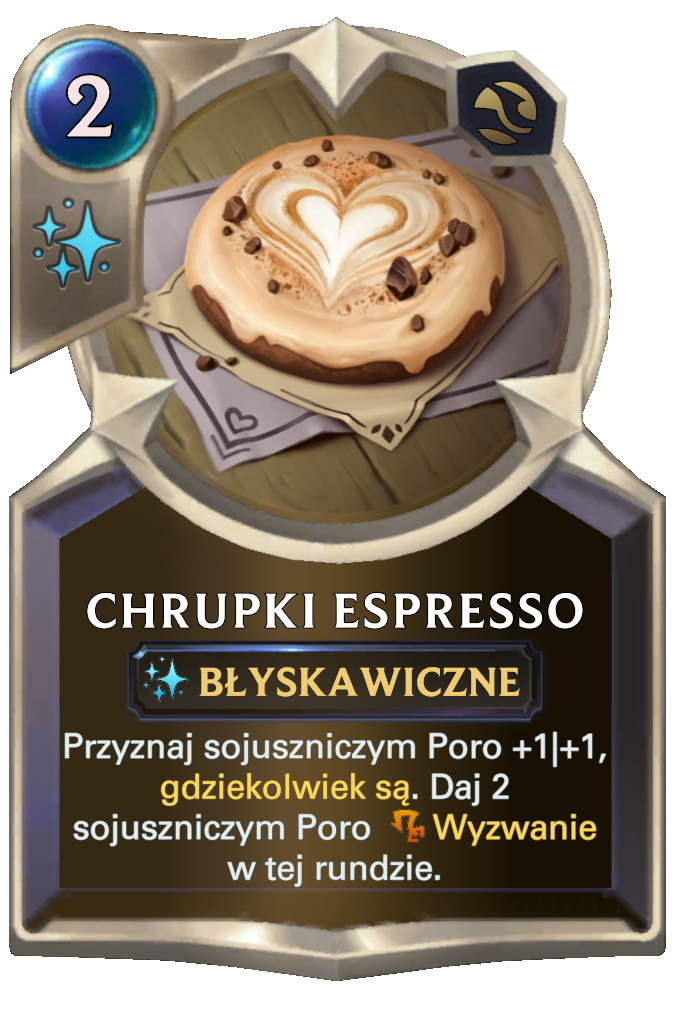 2
CHRUPKI ESPRESSO
BŁYSKAWICZNE
Przyznaj sojuszniczym Poro +1|+1,
gdziekolwiek są. Daj 2
sojuszniczym Poro Wyzwanie
w tej rundzie.